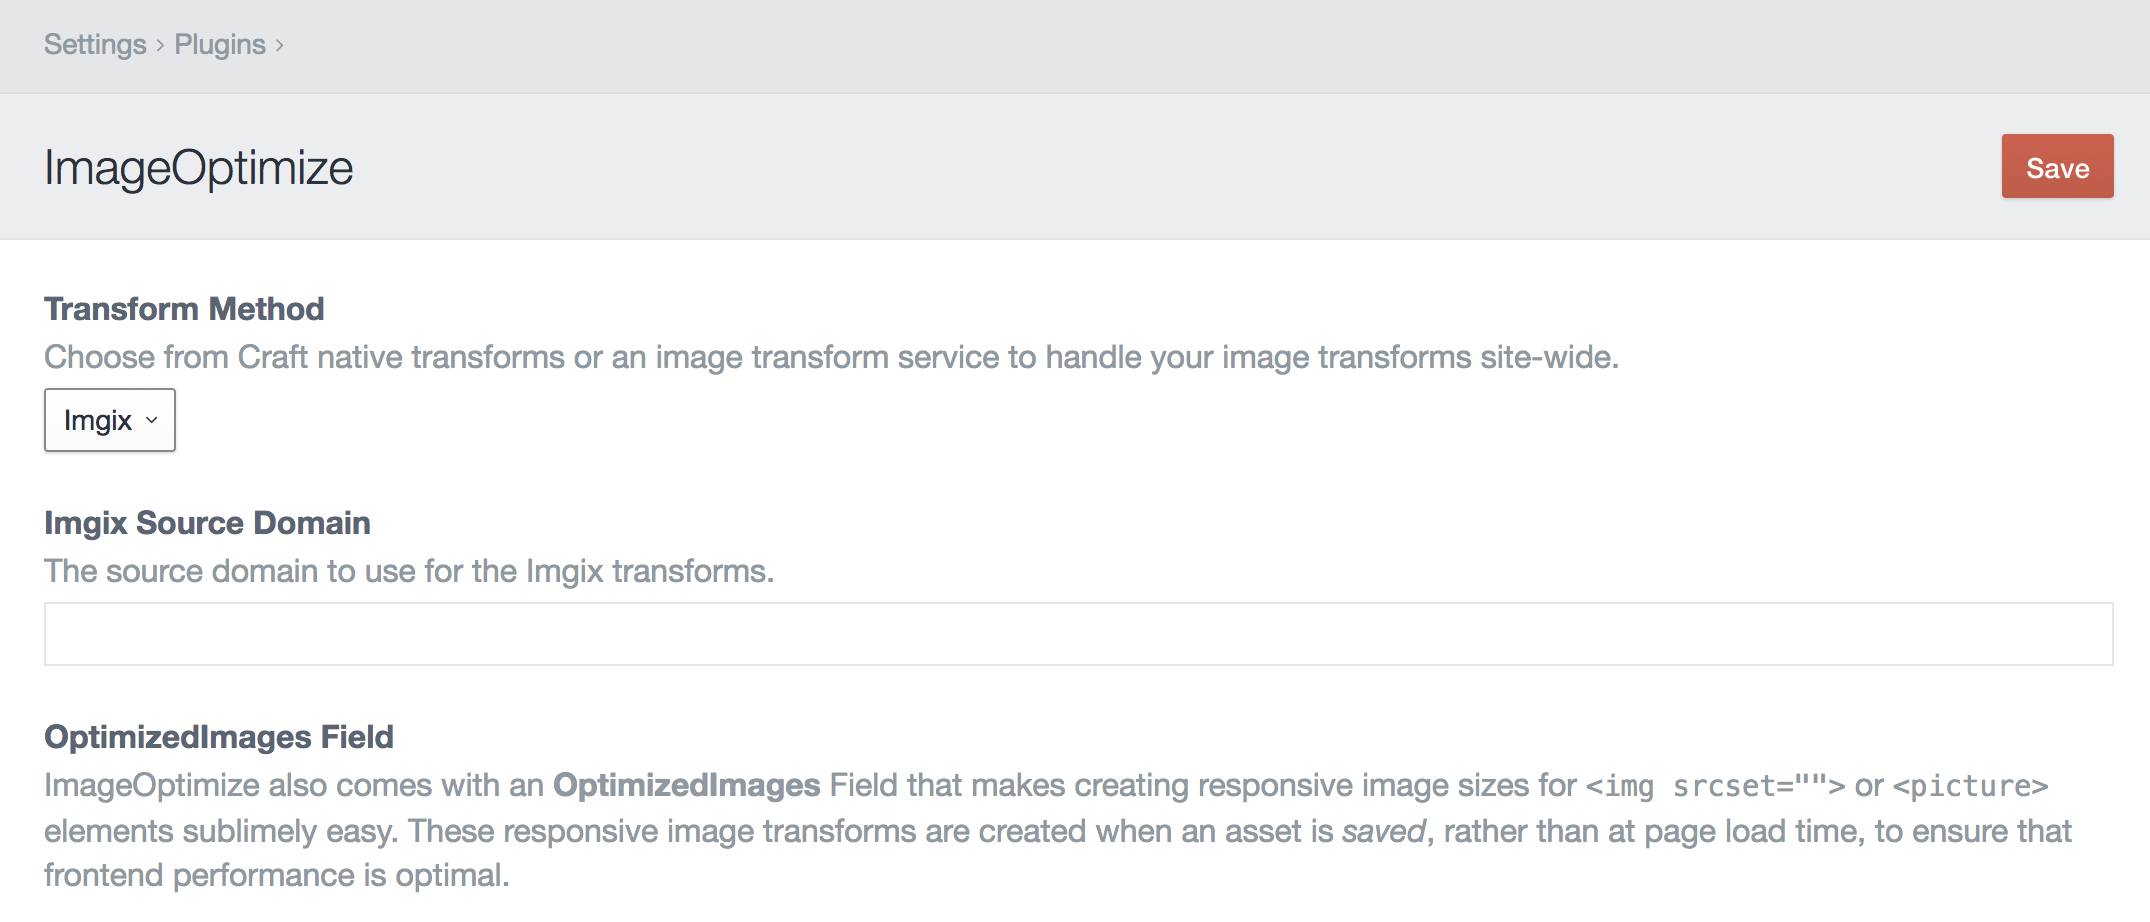 Settings › Plugins ›
ImageOptimize
Save
Transform Method
Choose from Craft native transforms or an image transform service to handle your image transforms site-wide.
Imgix
Imgix Source Domain
The source domain to use for the Imgix transforms.
OptimizedImages Field
ImageOptimize also comes with an OptimizedImages Field that makes creating responsive image sizes for <img srcset=""> or <picture>
elements sublimely easy. These responsive image transforms are created when an asset is saved, rather than at page load time, to ensure that
frontend performance is optimal.